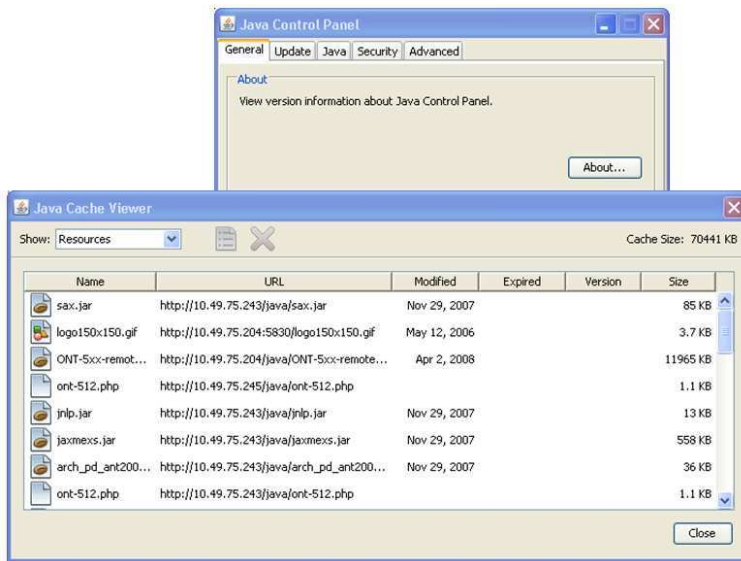 Java Control Panel
General Update Java Security Advanced
About
View version information about Java Control Panel.
About...
Java Cache Viewer
Show: Resources Cache Size: 70441 KB
Name URL Modified Expired Version Size
sax.jar http://10.49.75.243/java/sax.jar Nov 29, 2007 85 KB
logo150x150.gif http://10.49.75.204:5830/logo150x150.gif May 12, 2006 3.7 KB
ONT-5xx-remot... http://10.49.75.204/java/ONT-5xx-remote... Apr 2, 2008 11965 KB
ont-512.php http://10.49.75.245/java/ont-512.php 1.1 KB
jnlp.jar http://10.49.75.243/java/jnlp.jar Nov 29, 2007 13 KB
jaxmexs.jar http://10.49.75.243/java/jaxmexs.jar Nov 29, 2007 558 KB
arch_pd_ant200... http://10.49.75.243/java/arch_pd_ant200... Nov 29, 2007 36 KB
ont-512.php http://10.49.75.243/java/ont-512.php 1.1 KB
Close